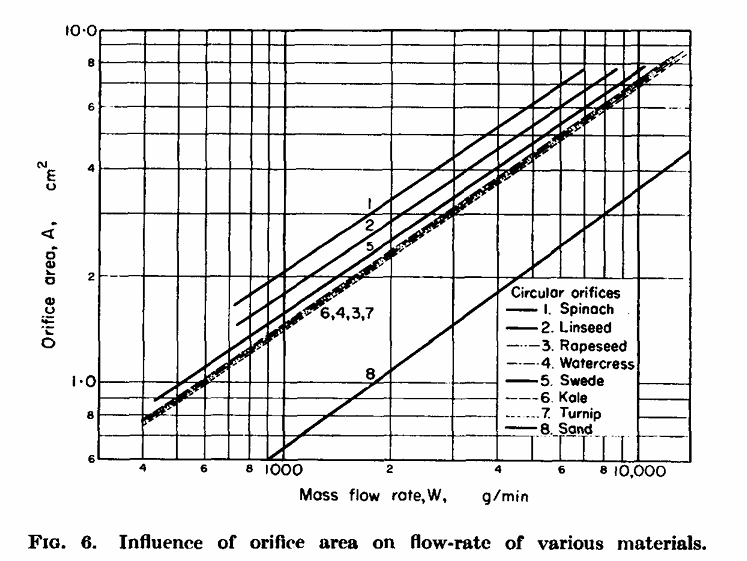 10·0
8
6
4
2
1·0
8
6
Orifice area, A, cm2
1
2
5
6,4,3,7
8
Circular orifices
1. Spinach
2. Linseed
3. Rapeseed
4. Watercress
5. Swede
6. Kale
7. Turnip
8. Sand
4 6 8 1000 2 4 6 8 10,000
Mass flow rate, W, g/min
FIG. 6. Influence of orifice area on flow-rate of various materials.